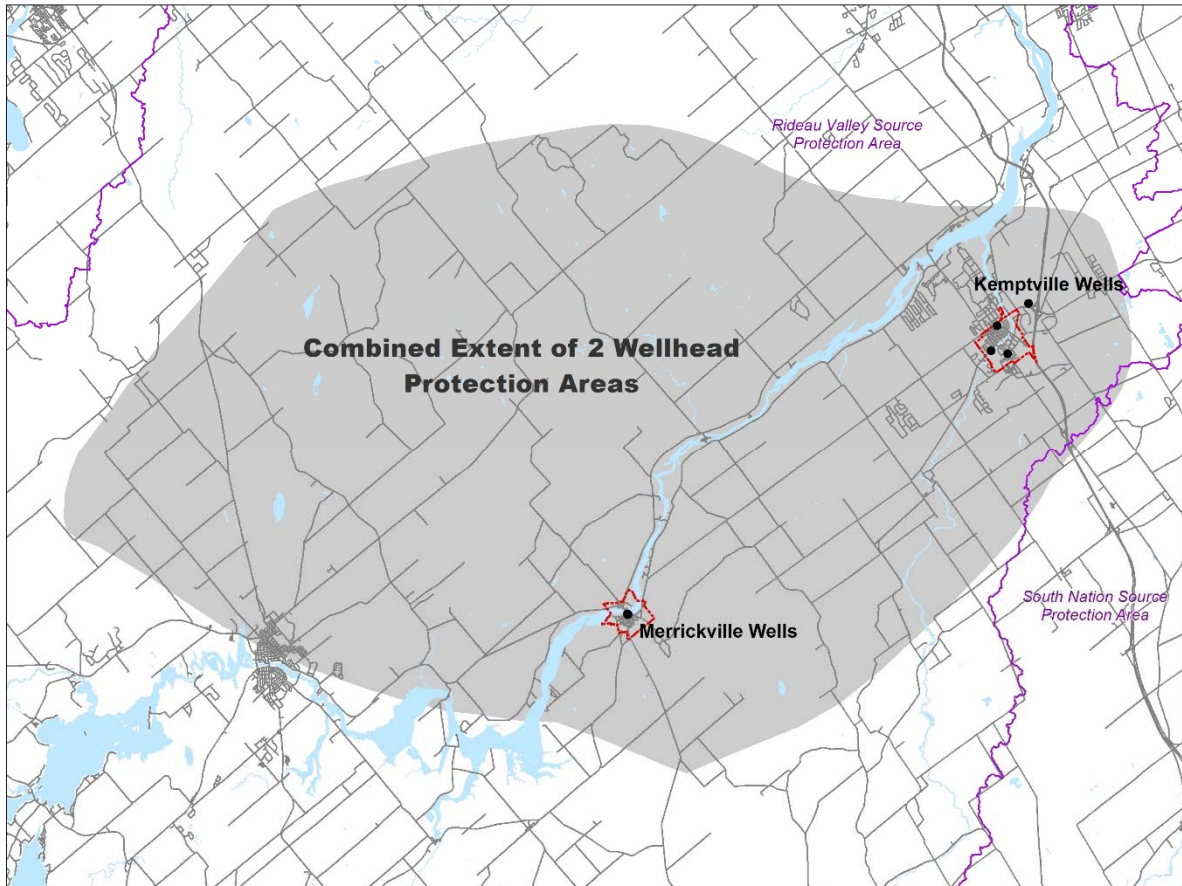 Rideau Valley Source
Protection Area
Kemptville Wells
Combined Extent of 2 Wellhead
Protection Areas
South Nation Source
Protection Area
Merrickville Wells